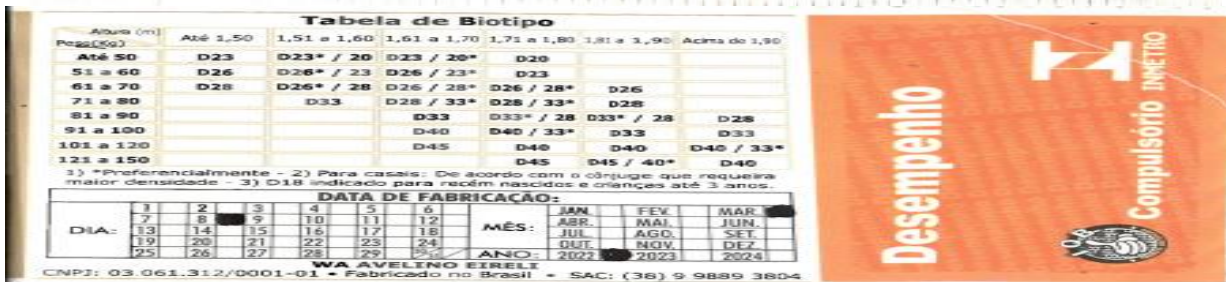 Tabela de Biotipo
Altura (m)
Peso(Kg)
Até 1,50 1,51 a 1,60 1,61 a 1,70 1,71 a 1,80 1,81 a 1,90 Acima de 1,90
Até 50 D23 D23* / 20 D23 / 20* D20
51 a 60 D26 D26* / 23 D26 / 23* D23
61 a 70 D28 D26* / 28 D26 / 28* D26 / 28* D26
71 a 80 D33 D28 / 33* D28 / 33* D28
81 a 90 D33 D33* / 28 D33* / 28 D28
91 a 100 D40 D40 / 33* D33 D33
101 a 120 D45 D40 D40 D40 / 33*
121 a 150 D45 D45 / 40* D40
1) *Preferencialmente - 2) Para casais: De acordo com o cônjuge que requeira
maior densidade - 3) D18 indicado para recém nascidos e crianças até 3 anos.
DATA DE FABRICAÇÃO:
DIA:
1 2 3 4 5 6
7 8 9 10 11 12
13 14 15 16 17 18
19 20 21 22 23 24
25 26 27 28 29
MÊS:
JAN. FEV. MAR.
ABR. MAI. JUN.
JUL. AGO. SET.
OUT. NOV. DEZ.
ANO: 2022 2023 2024
WA AVELINO EIRELI
CNPJ: 03.061.312/0001-01 • Fabricado no Brasil • SAC: (38) 9 9889 3804
Desempenho
Compulsório INMETRO